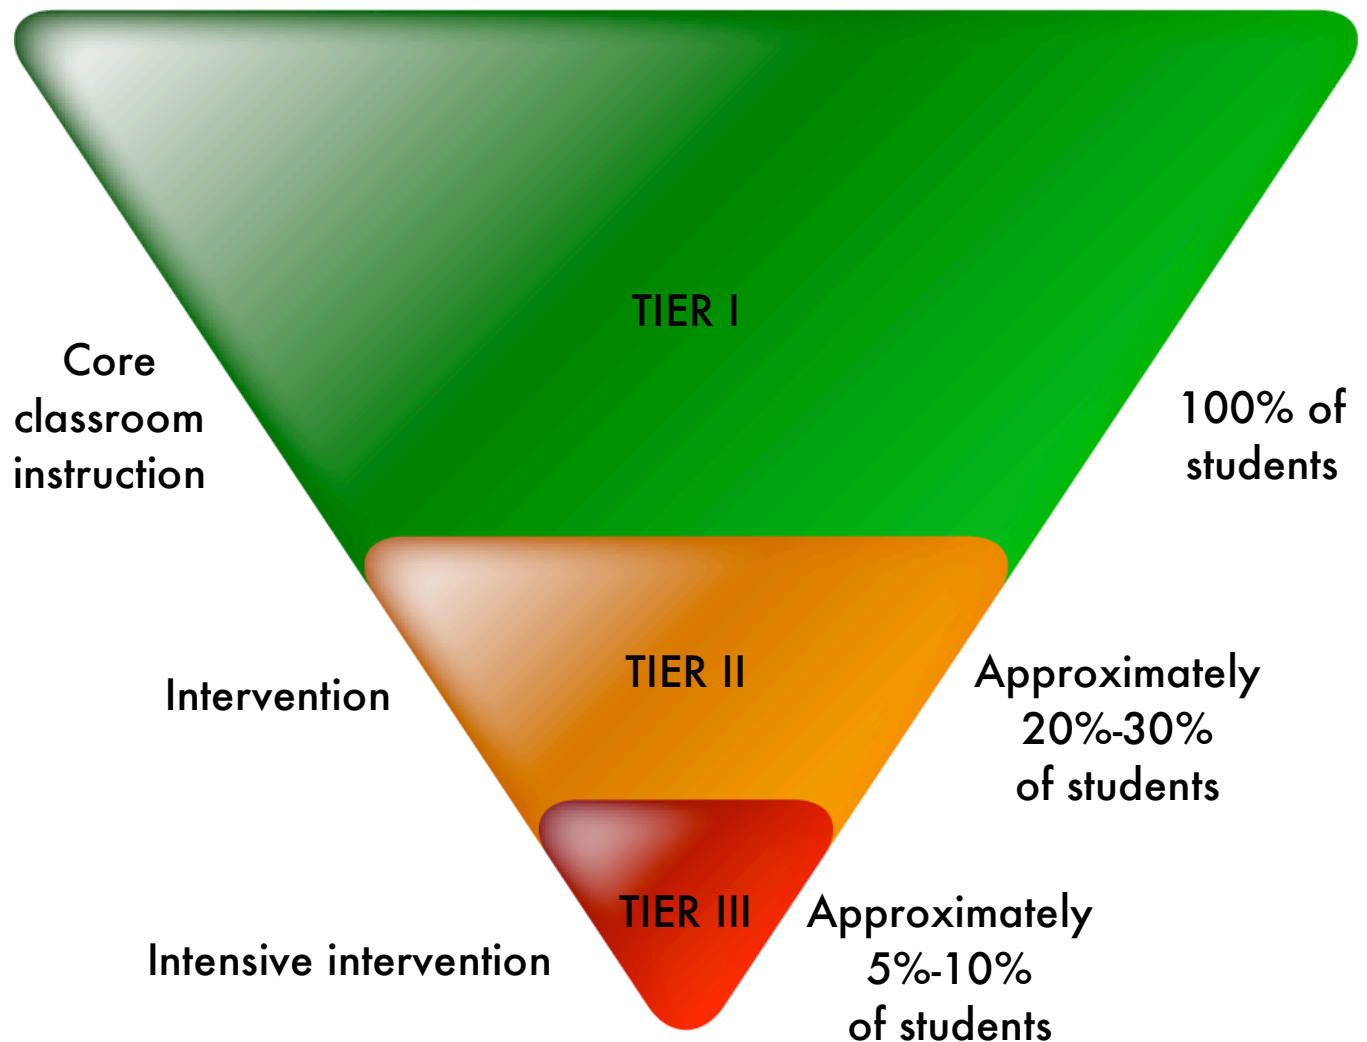 TIER I
Core
classroom
instruction
100% of
students
TIER II
Intervention
Approximately
20%-30%
of students
TIER III
Intensive intervention
Approximately
5%-10%
of students